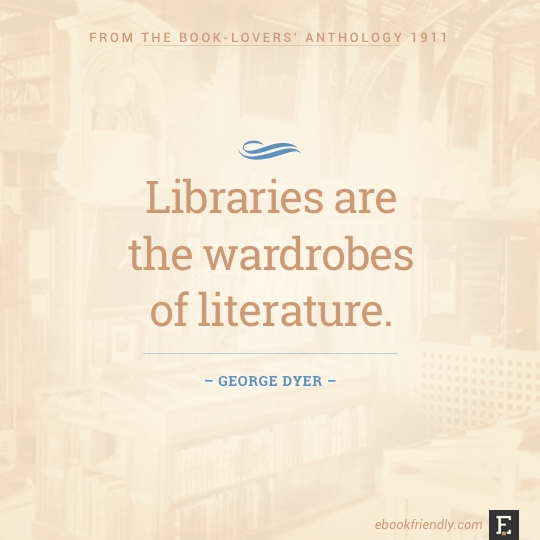 FROM THE BOOK-LOVERS' ANTHOLOGY 1911
Libraries are
the wardrobes
of literature.
– GEORGE DYER –
ebookfriendly.com
E